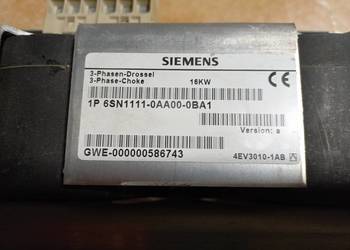 SIEMENS
3-Phasen-Drossel
3-Phase-Choke 16KW
CE
1P 6SN1111-0AA00-0BA1
Version: a
GWE-000000586743
4EV3010-1AB